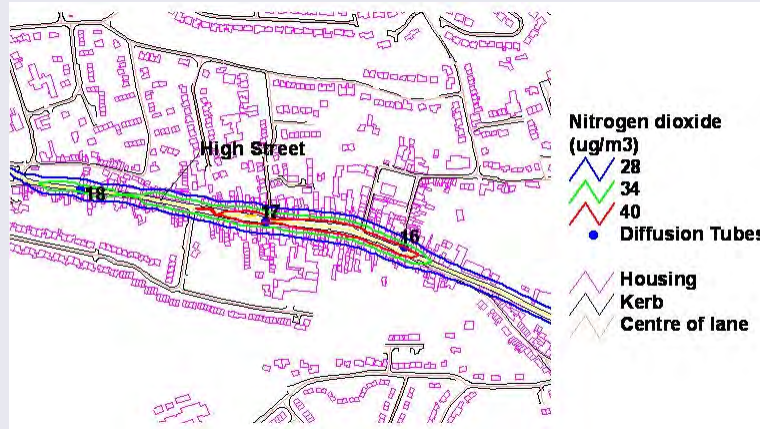 High Street
18
17
16
Nitrogen dioxide
(ug/m3)
28
34
40
Diffusion Tubes
Housing
Kerb
Centre of lane